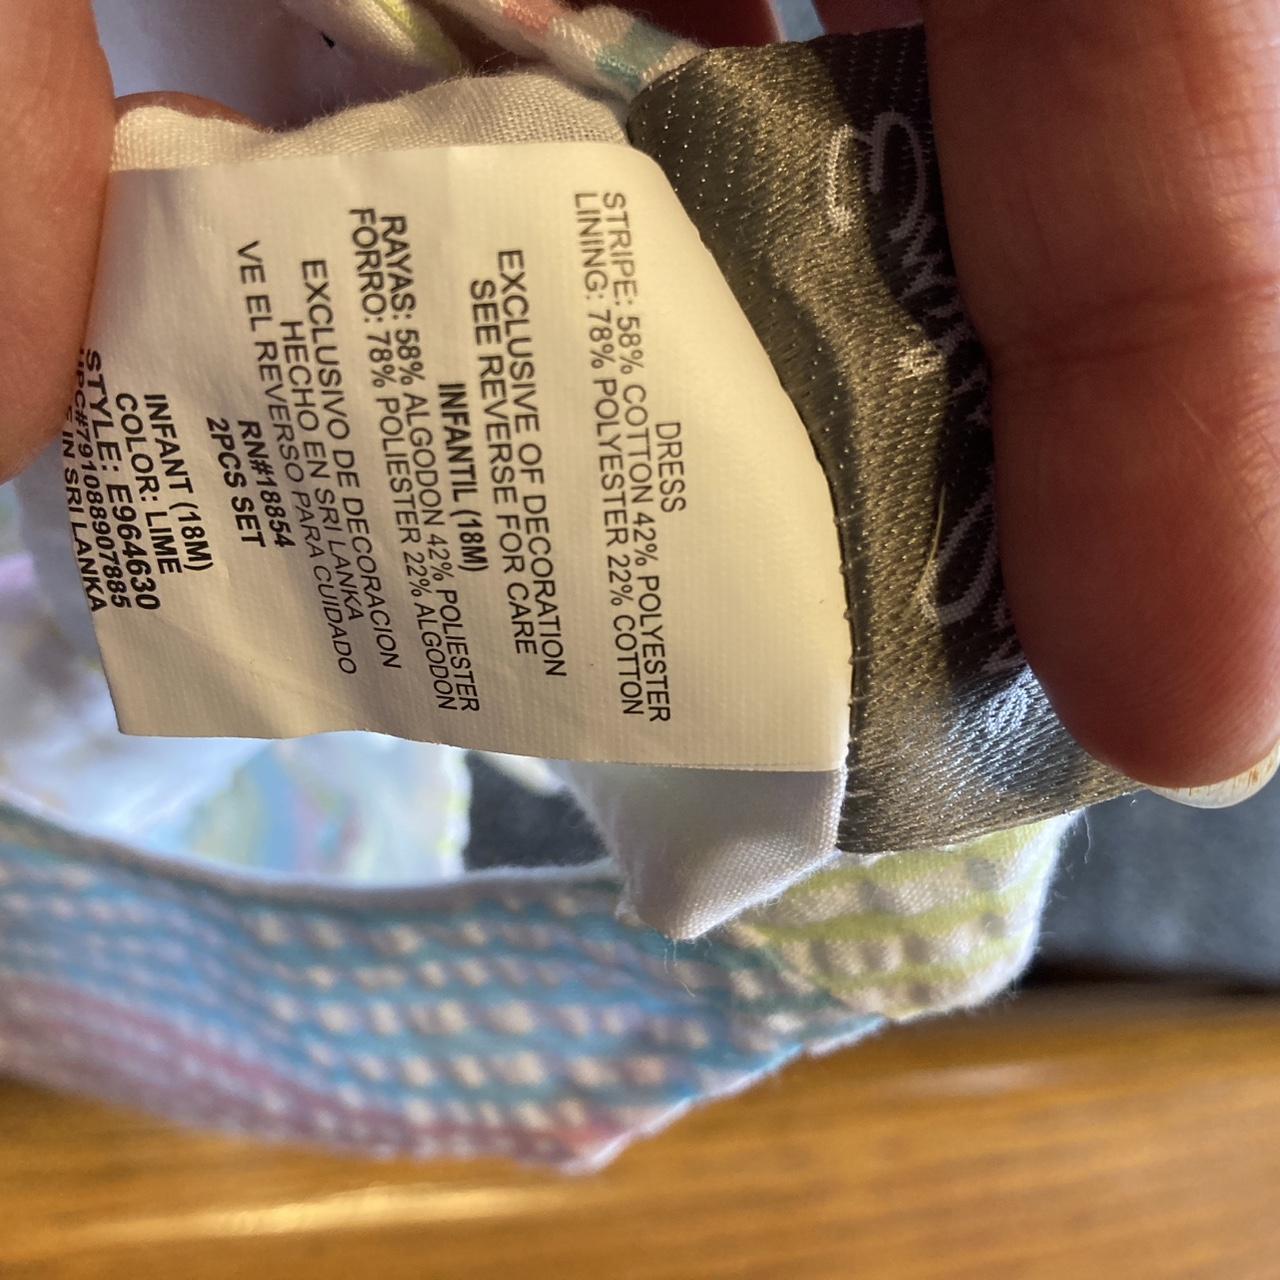 DRESS
STRIPE: 58% COTTON 42% POLYESTER
LINING: 78% POLYESTER 22% COTTON
EXCLUSIVE OF DECORATION
SEE REVERSE FOR CARE
INFANTIL (18M)
RAYAS: 58% ALGODON 42% POLIESTER
FORRO: 78% POLIESTER 22% ALGODON
EXCLUSIVO DE DECORACION
HECHO EN SRI LANKA
VE EL REVERSO PARA CUIDADO
RN#18854
2PCS SET
INFANT (18M)
COLOR: LIME
STYLE: E964630
UPC#791088907885
IN SRI LANKA